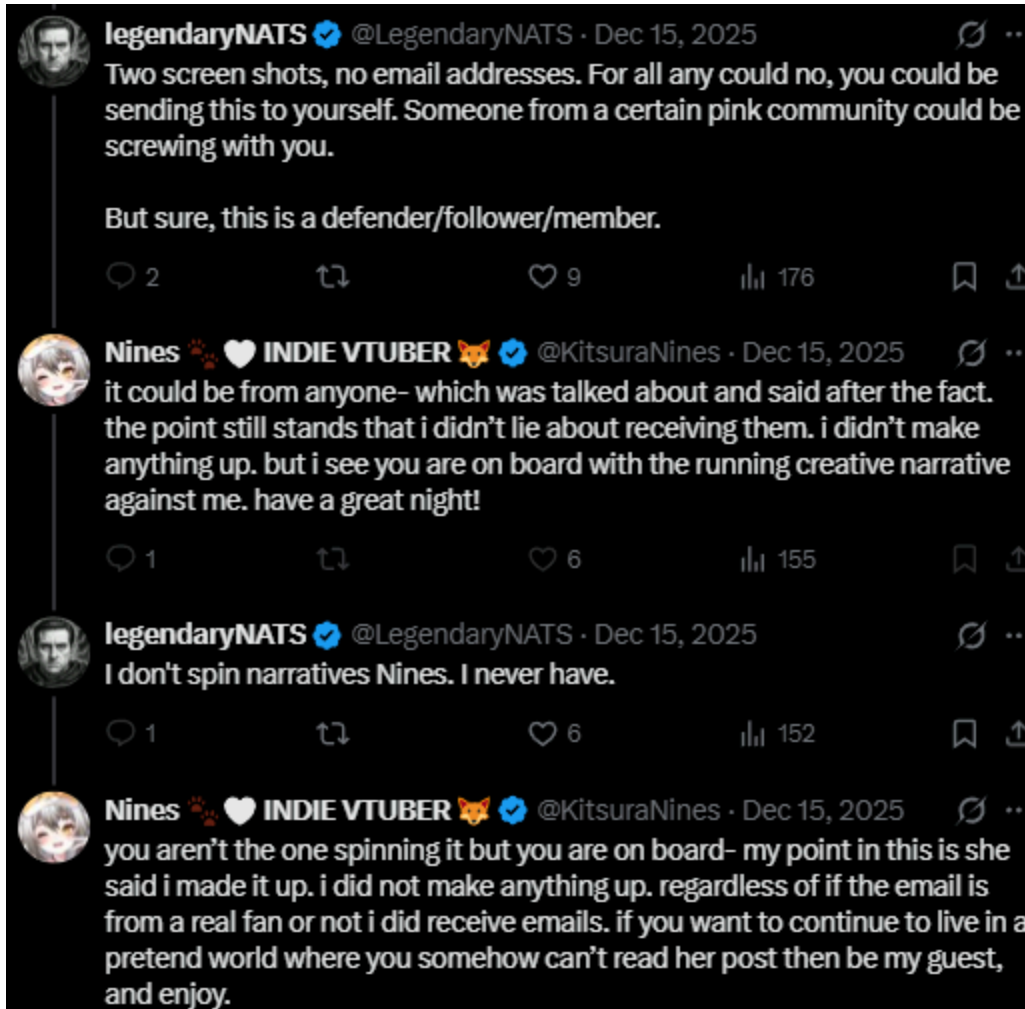 legendaryNATS @LegendaryNATS · Dec 15, 2025
Two screen shots, no email addresses. For all any could no, you could be
sending this to yourself. Someone from a certain pink community could be
screwing with you.
But sure, this is a defender/follower/member.
2 9 176
Nines 🐾🤍 INDIE VTUBER 🦊 @KitsuraNines · Dec 15, 2025
it could be from anyone- which was talked about and said after the fact.
the point still stands that i didn’t lie about receiving them. i didn’t make
anything up. but i see you are on board with the running creative narrative
against me. have a great night!
1 6 155
legendaryNATS @LegendaryNATS · Dec 15, 2025
I don't spin narratives Nines. I never have.
1 6 152
Nines 🐾🤍 INDIE VTUBER 🦊 @KitsuraNines · Dec 15, 2025
you aren’t the one spinning it but you are on board- my point in this is she
said i made it up. i did not make anything up. regardless of if the email is
from a real fan or not i did receive emails. if you want to continue to live in a
pretend world where you somehow can’t read her post then be my guest,
and enjoy.